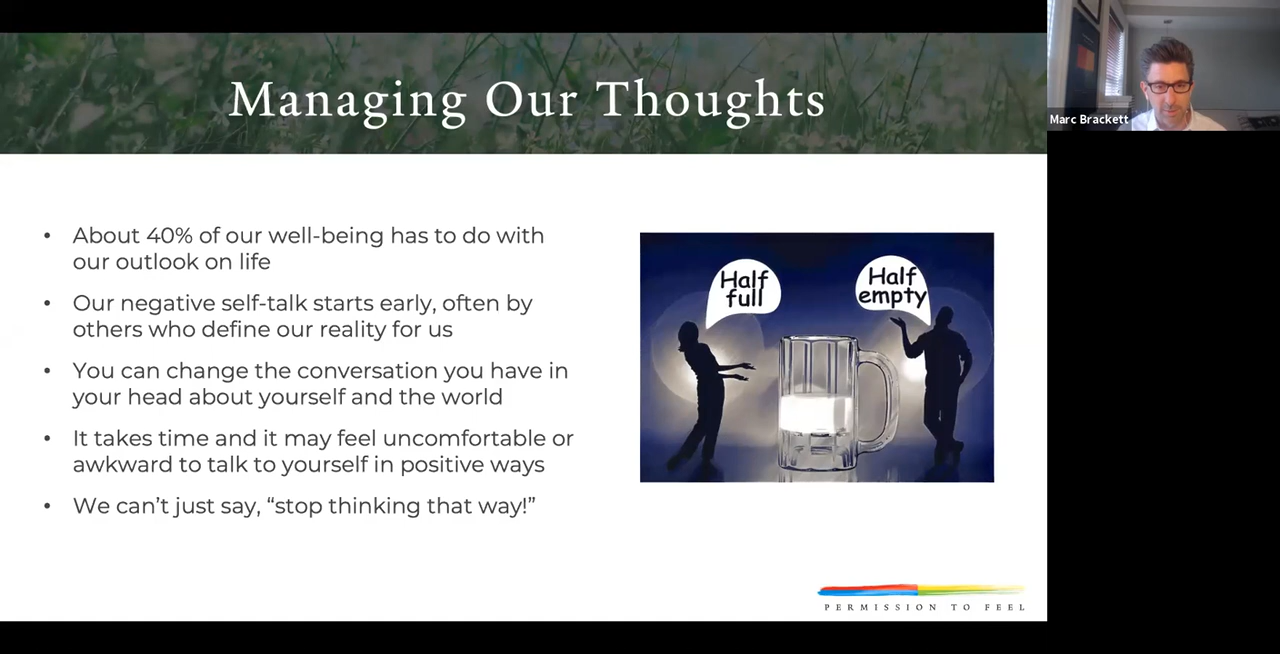 Managing Our Thoughts
Marc Brackett
• About 40% of our well-being has to do with
our outlook on life
• Our negative self-talk starts early, often by
others who define our reality for us
• You can change the conversation you have in
your head about yourself and the world
• It takes time and it may feel uncomfortable or
awkward to talk to yourself in positive ways
• We can’t just say, “stop thinking that way!”
Half
full
Half
empty
PERMISSION TO FEEL